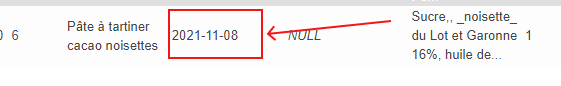 0 6 Pâte à tartiner cacao noisettes 2021-11-08 NULL Sucre,, _noisette_
du Lot et Garonne 1
16%, huile de...